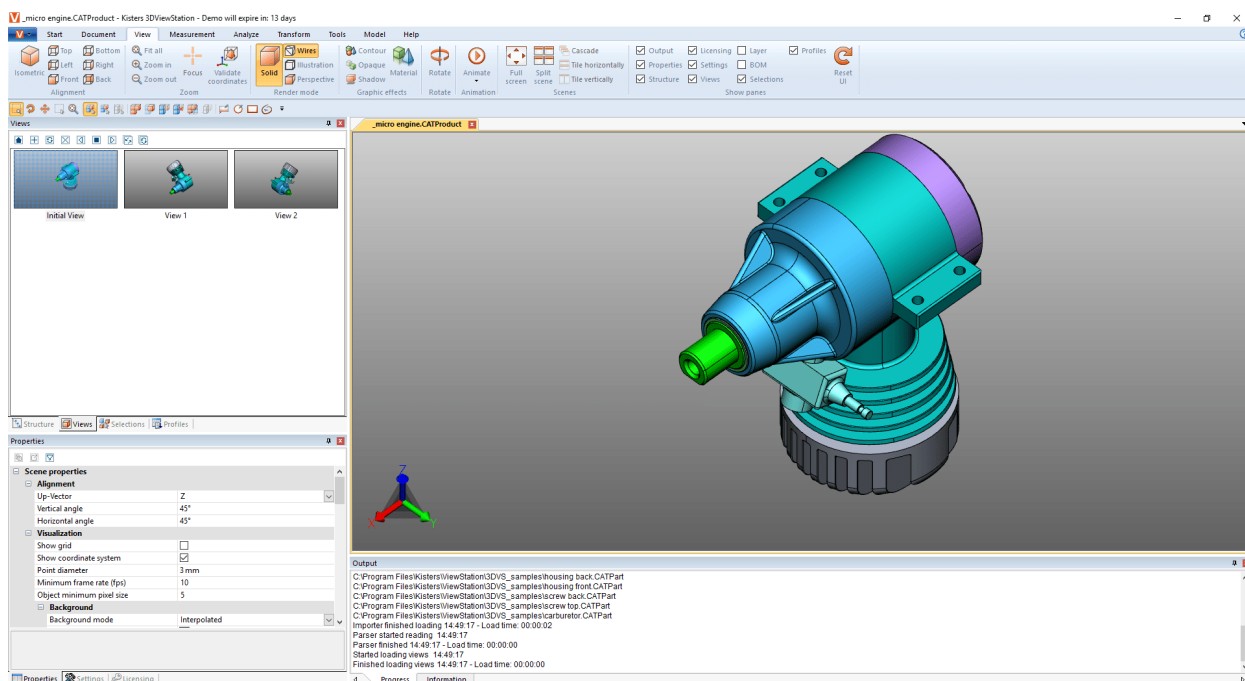 _micro engine.CATProduct - Kisters 3DViewStation - Demo will expire in: 13 days
Start Document View Measurement Analyze Transform Tools Model Help
Top Bottom Fit all Wires Contour Cascade Output Licensing Layer Profiles
Left Right Zoom in Illustration Opaque Tile horizontally Properties Settings BOM
Front Back Zoom out Perspective Shadow Tile vertically Structure Views Selections
Isometric Focus Validate coordinates Solid Material Rotate Animate Full screen Split scene Reset UI
Alignment Zoom Render mode Graphic effects Rotate Animation Scenes Show panes
Views
_micro engine.CATProduct
Initial View View 1 View 2
Structure Views Selections Profiles
Properties
Scene properties
Alignment
Up-Vector Z
Vertical angle 45°
Horizontal angle 45°
Visualization
Show grid
Show coordinate system
Point diameter 3 mm
Minimum frame rate (fps) 10
Object minimum pixel size 5
Background
Background mode Interpolated
Properties Settings Licensing
Z
X
Y
Output
C:\Program Files\Kisters\ViewStation\3DVS_samples\housing back.CATPart
C:\Program Files\Kisters\ViewStation\3DVS_samples\housing front.CATPart
C:\Program Files\Kisters\ViewStation\3DVS_samples\screw back.CATPart
C:\Program Files\Kisters\ViewStation\3DVS_samples\screw top.CATPart
C:\Program Files\Kisters\ViewStation\3DVS_samples\carburetor.CATPart
Importer finished loading 14:49:17 - Load time: 00:00:02
Parser started reading 14:49:17
Parser finished 14:49:17 - Load time: 00:00:00
Started loading views 14:49:17
Finished loading views 14:49:17 - Load time: 00:00:00
Progress Information